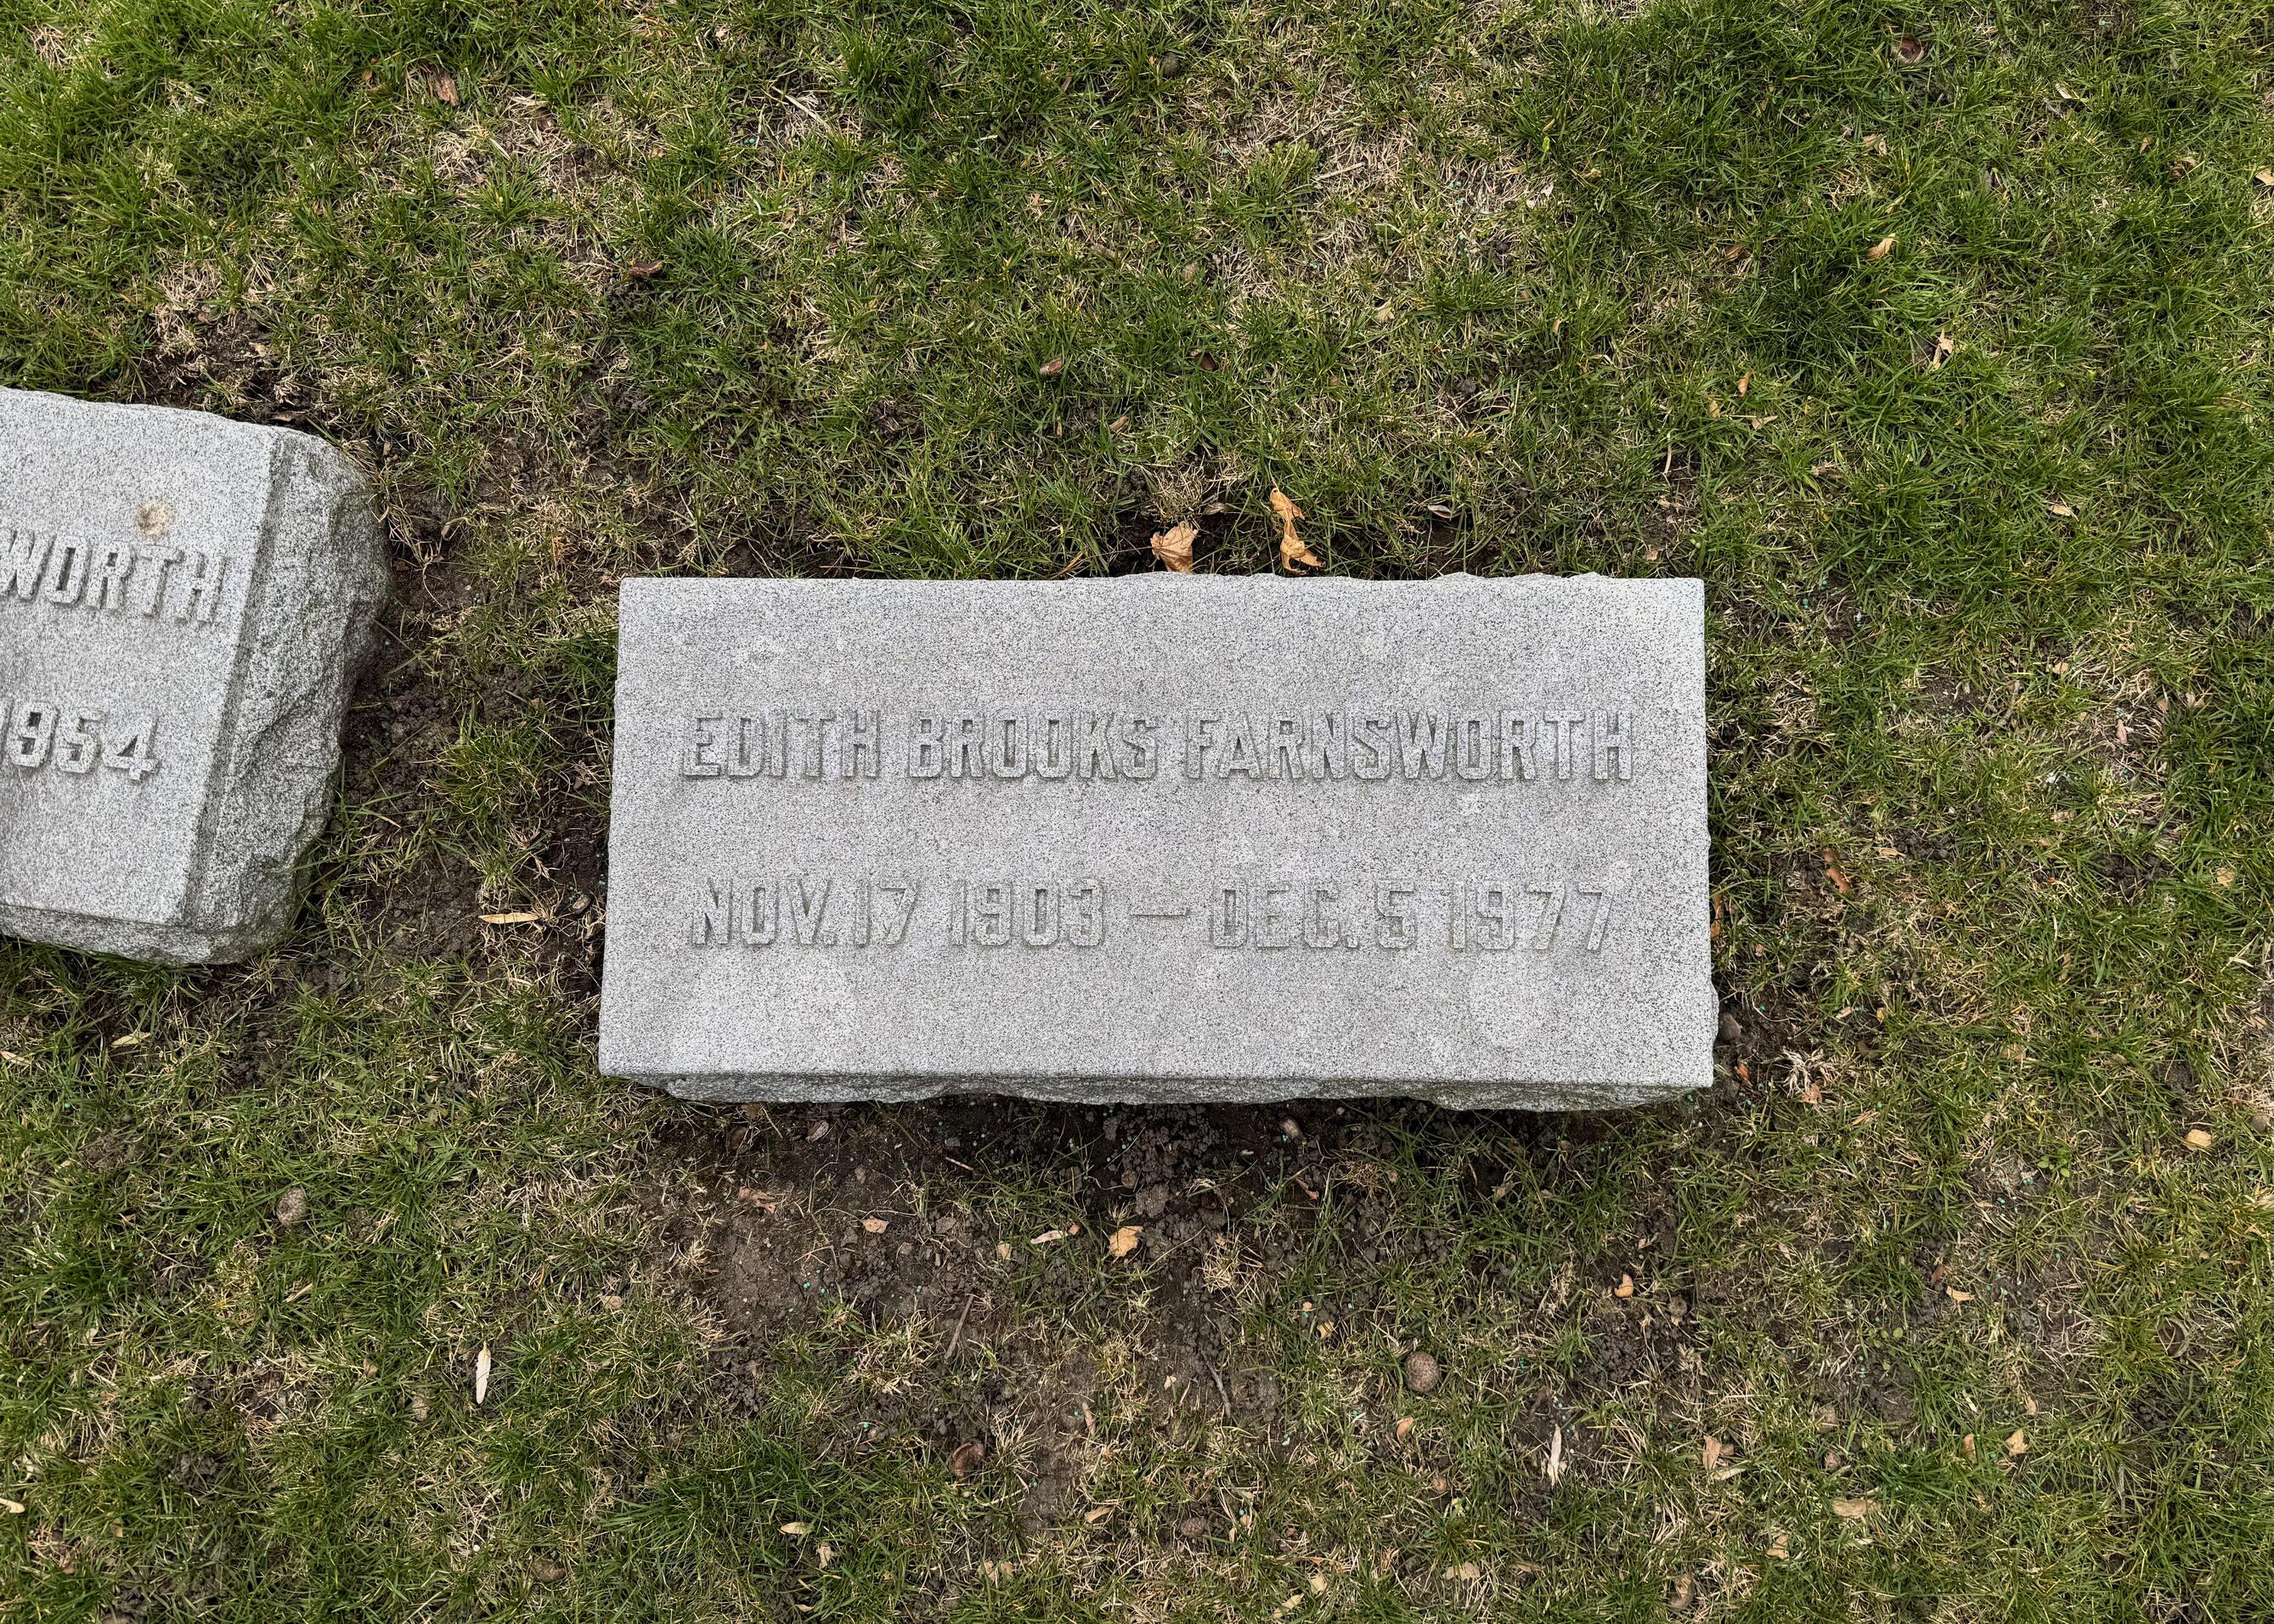 WORTH
1954
EDITH BROOKS FARNSWORTH
NOV. 17 1903 — DEC. 5 1977